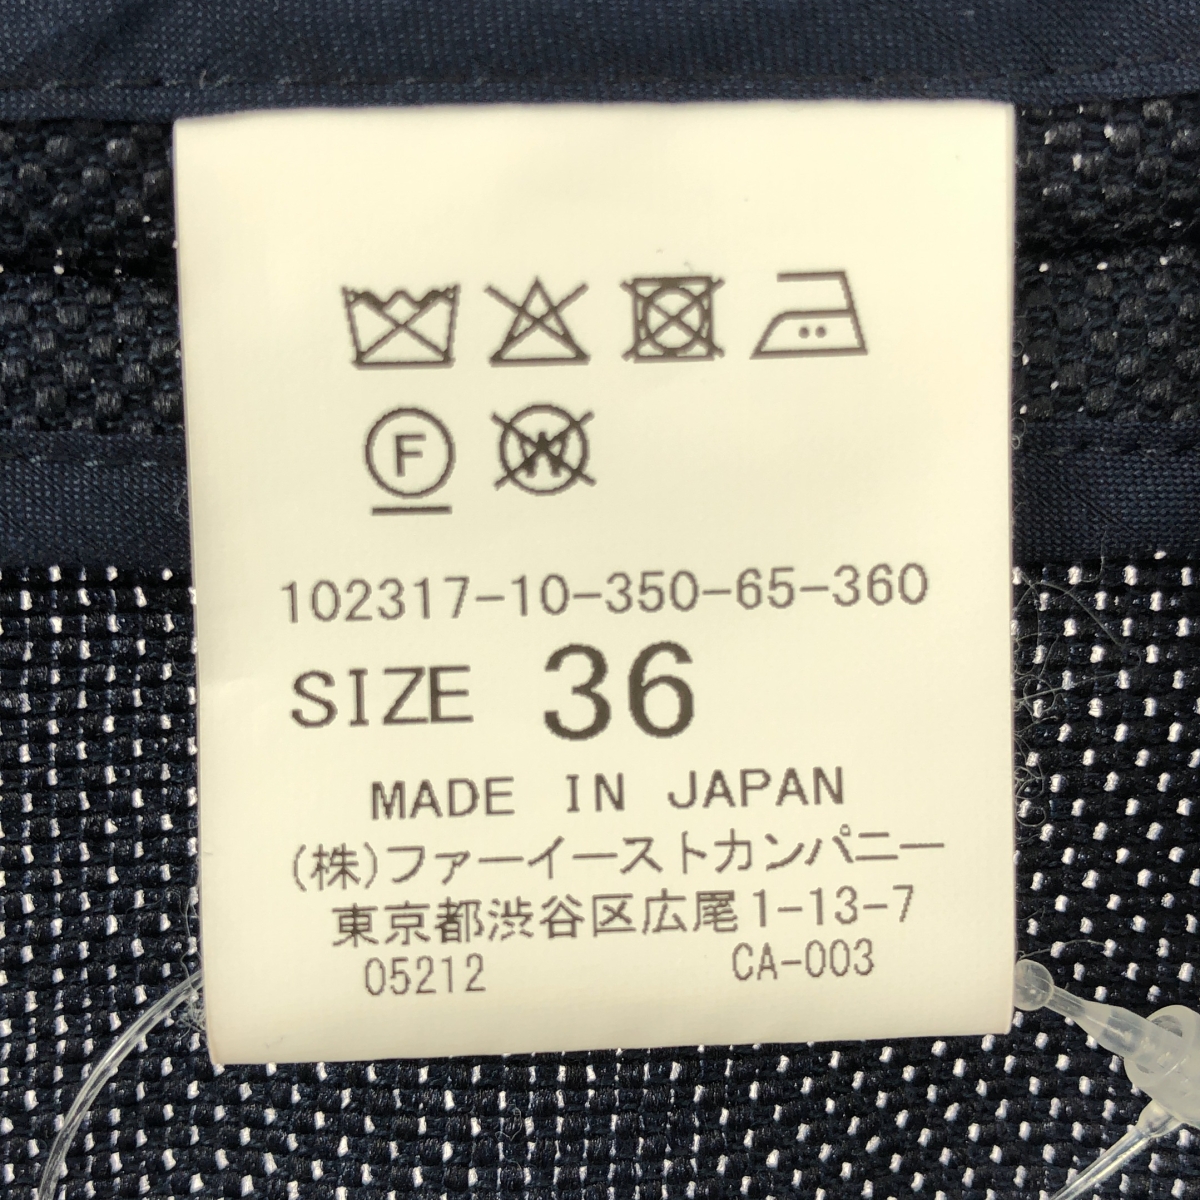 F W
102317-10-350-65-360
SIZE 36
MADE IN JAPAN
(株)ファーイーストカンパニー
東京都渋谷区広尾1-13-7
05212 CA-003